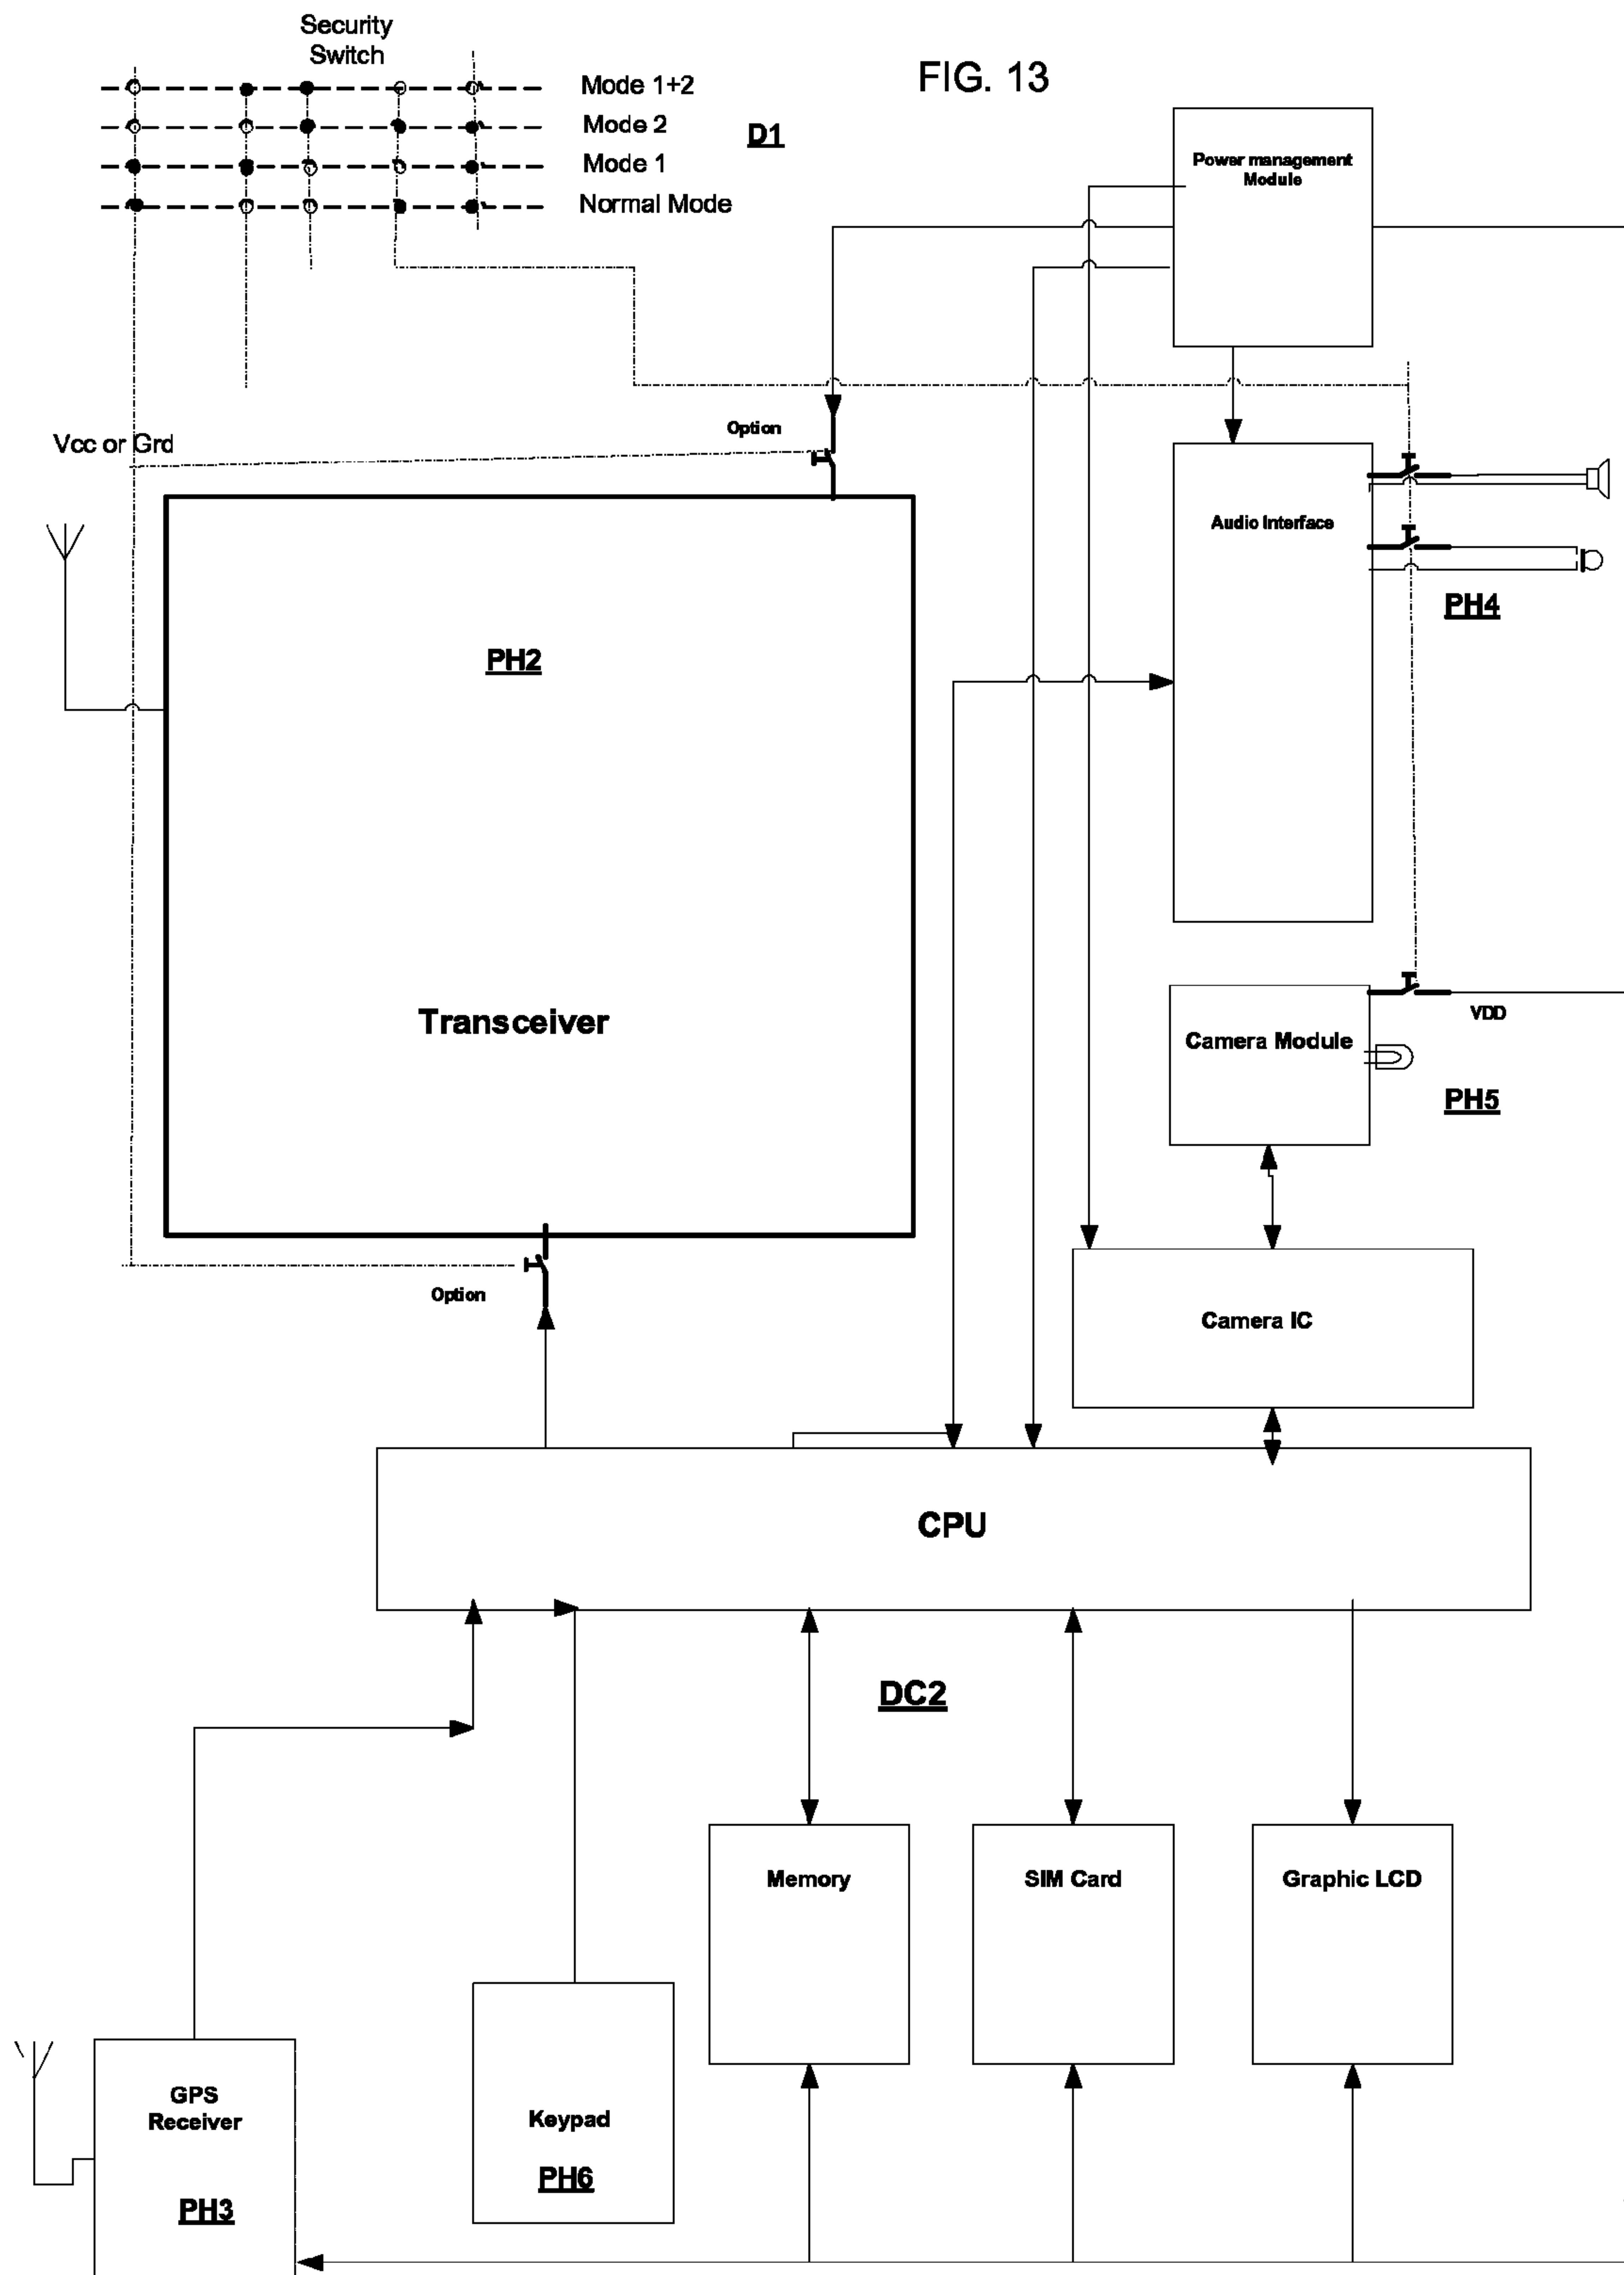 Security
Switch
FIG. 13
Mode 1+2
Mode 2
D1
Mode 1
Normal Mode
Power management
Module
Option
Vcc or Grd
Audio Interface
PH4
PH2
Transceiver
VDD
Camera Module
PH5
Option
Camera IC
CPU
DC2
Memory
SIM Card
Graphic LCD
GPS
Receiver
Keypad
PH6
PH3